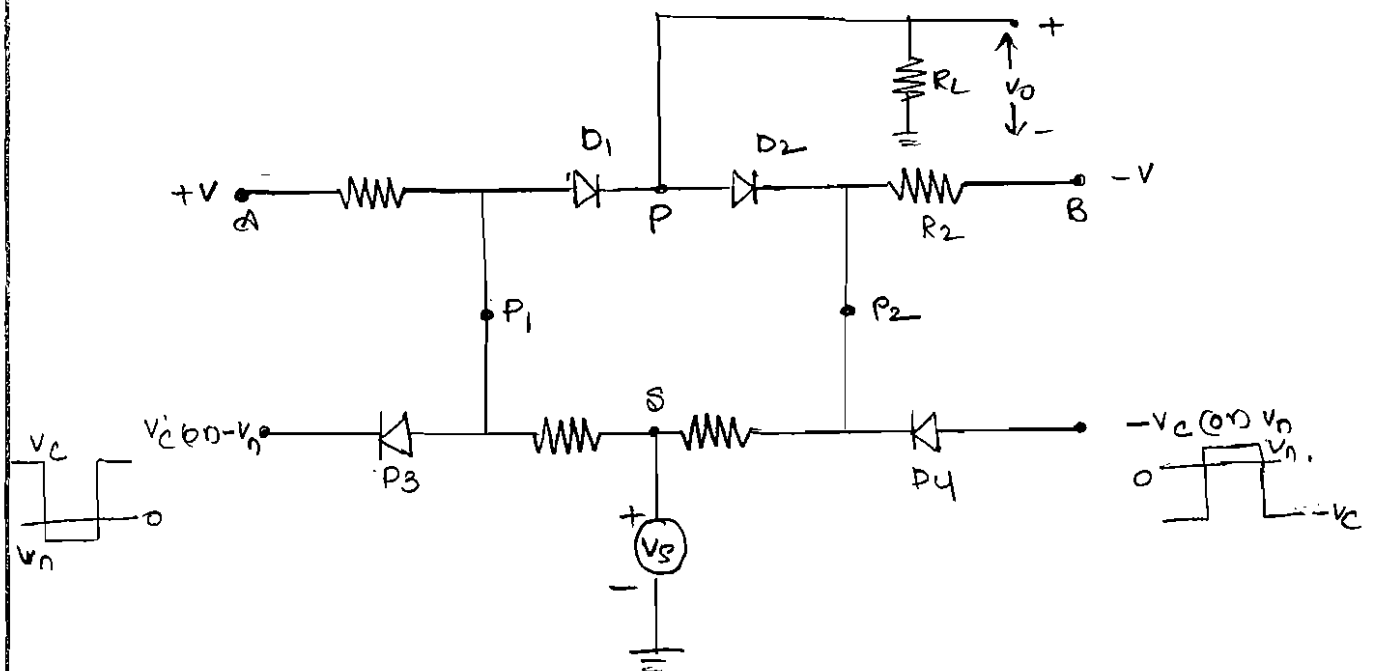 +
RL
vo
-
D1
D2
+V
-V
A
P
R2
B
P1
P2
S
Vc
Vc (or) -Vn
-Vc (or) Vn
Vn.
0
D3
D4
0
+
Vs
-Vc
Vn
-